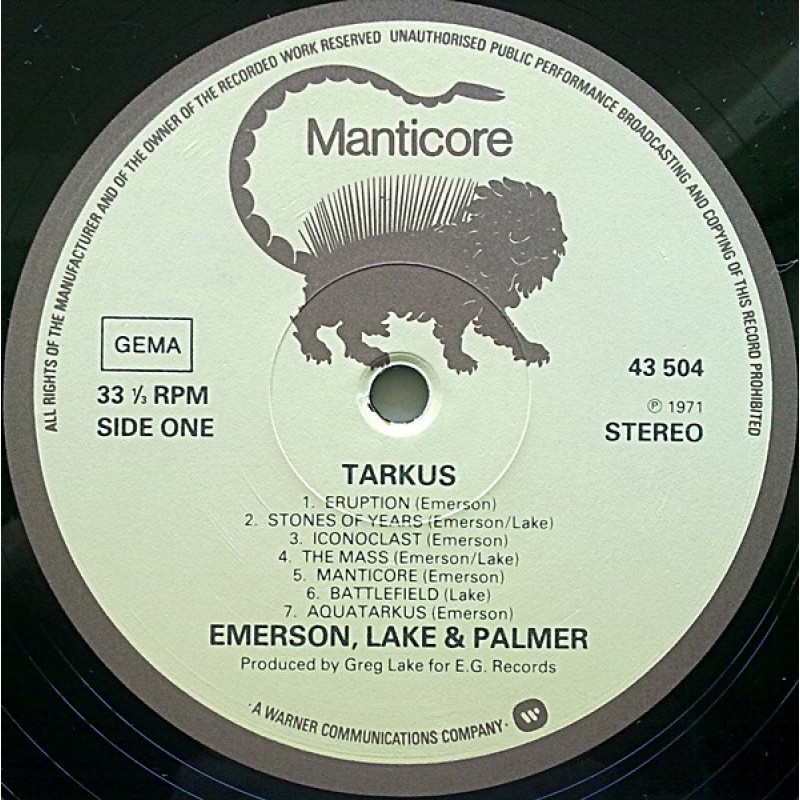 ALL RIGHTS OF THE MANUFACTURER AND OF THE OWNER OF THE RECORDED WORK RESERVED UNAUTHORISED PUBLIC PERFORMANCE BROADCASTING AND COPYING OF THIS RECORD PROHIBITED
Manticore
GEMA
33 ⅓ RPM
SIDE ONE
43 504
℗ 1971
STEREO
TARKUS
1. ERUPTION (Emerson)
2. STONES OF YEARS (Emerson/Lake)
3. ICONOCLAST (Emerson)
4. THE MASS (Emerson/Lake)
5. MANTICORE (Emerson)
6. BATTLEFIELD (Lake)
7. AQUATARKUS (Emerson)
EMERSON, LAKE & PALMER
Produced by Greg Lake for E.G. Records
·A WARNER COMMUNICATIONS COMPANY·